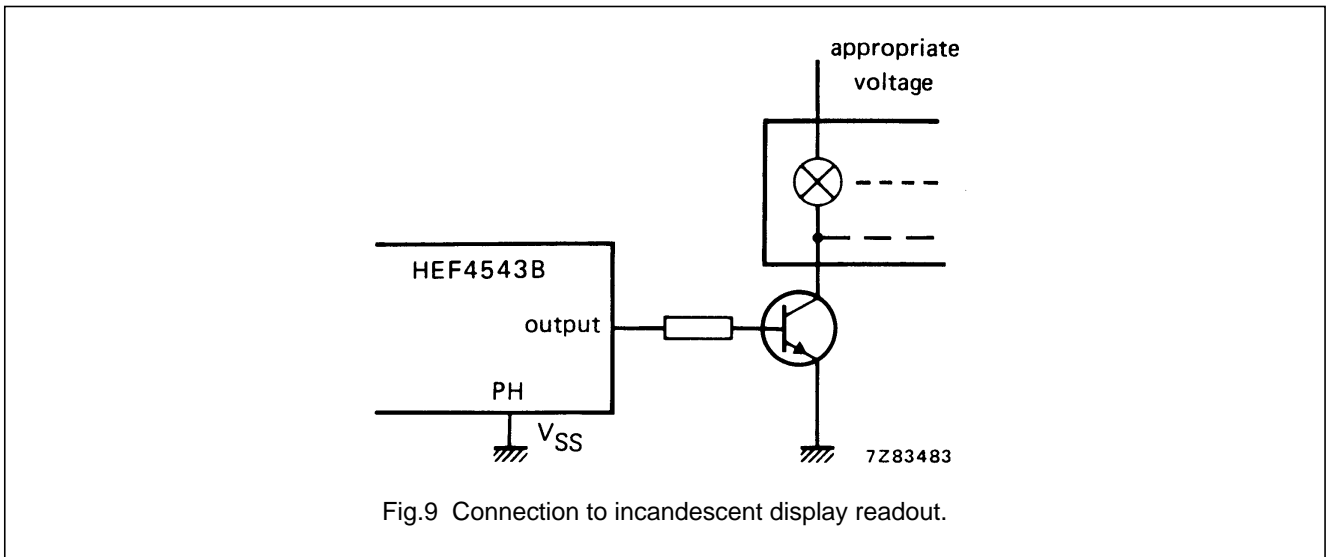 appropriate
voltage
HEF4543B
output
PH
VSS
7Z83483
Fig.9 Connection to incandescent display readout.